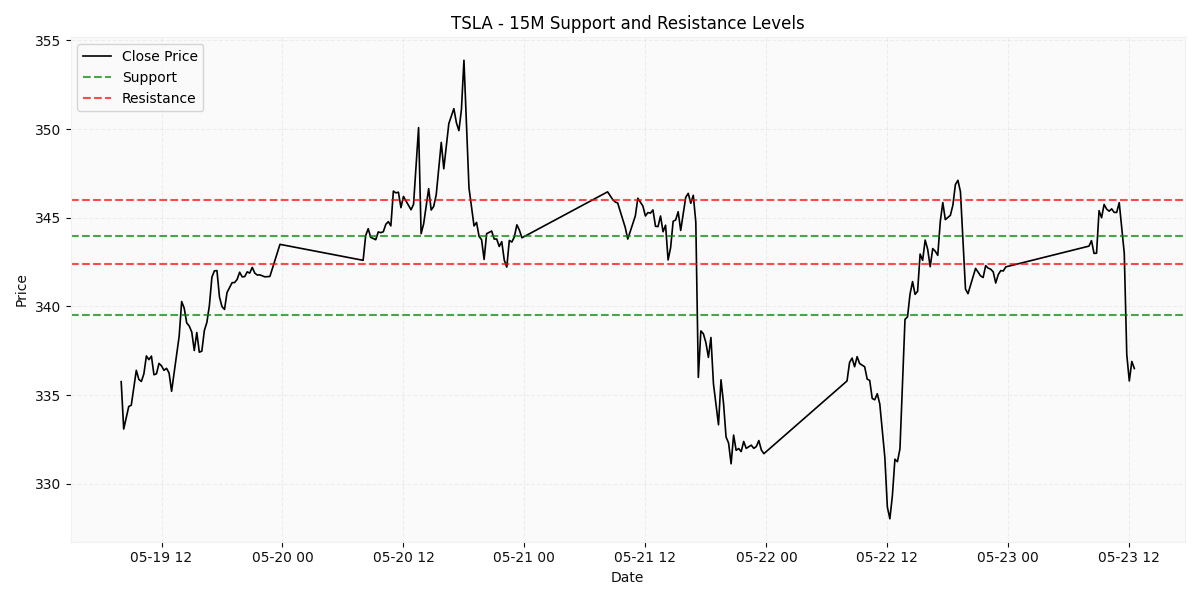 TSLA - 15M Support and Resistance Levels
Close Price
Support
Resistance
Price
355
350
345
340
335
330
05-19 12
05-20 00
05-20 12
05-21 00
05-21 12
05-22 00
05-22 12
05-23 00
05-23 12
Date